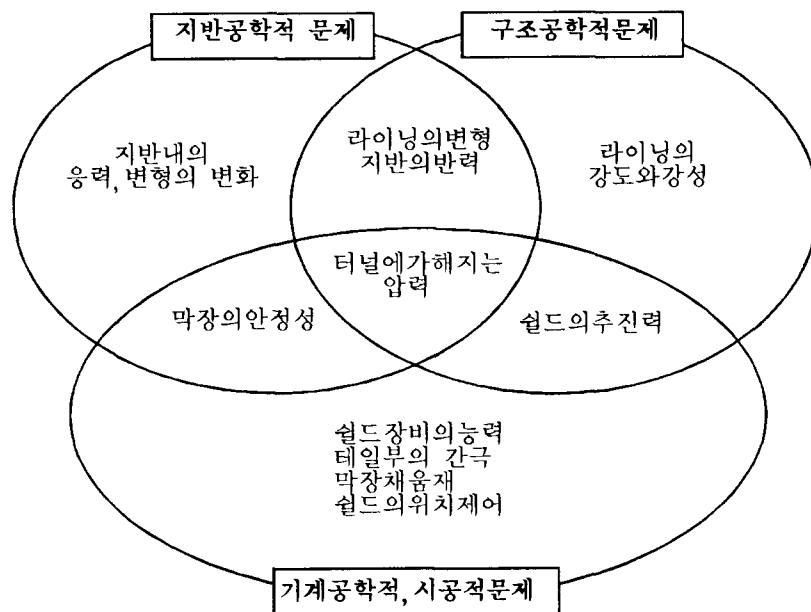 지반공학적 문제
구조공학적문제
지반내의
응력, 변형의 변화
라이닝의변형
지반의반력
라이닝의
강도와강성
터널에가해지는
압력
막장의안정성
쉴드의추진력
쉴드장비의능력
테일부의 간극
막장채움재
쉴드의위치제어
기계공학적, 시공적문제